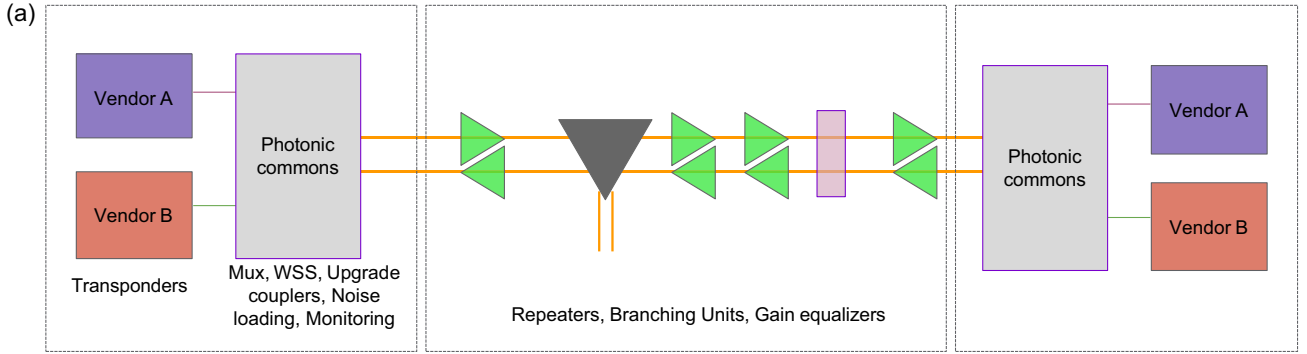 (a)
Vendor A
Photonic
commons
Vendor B
Transponders
Mux, WSS, Upgrade
couplers, Noise
loading, Monitoring
Repeaters, Branching Units, Gain equalizers
Photonic
commons
Vendor A
Vendor B